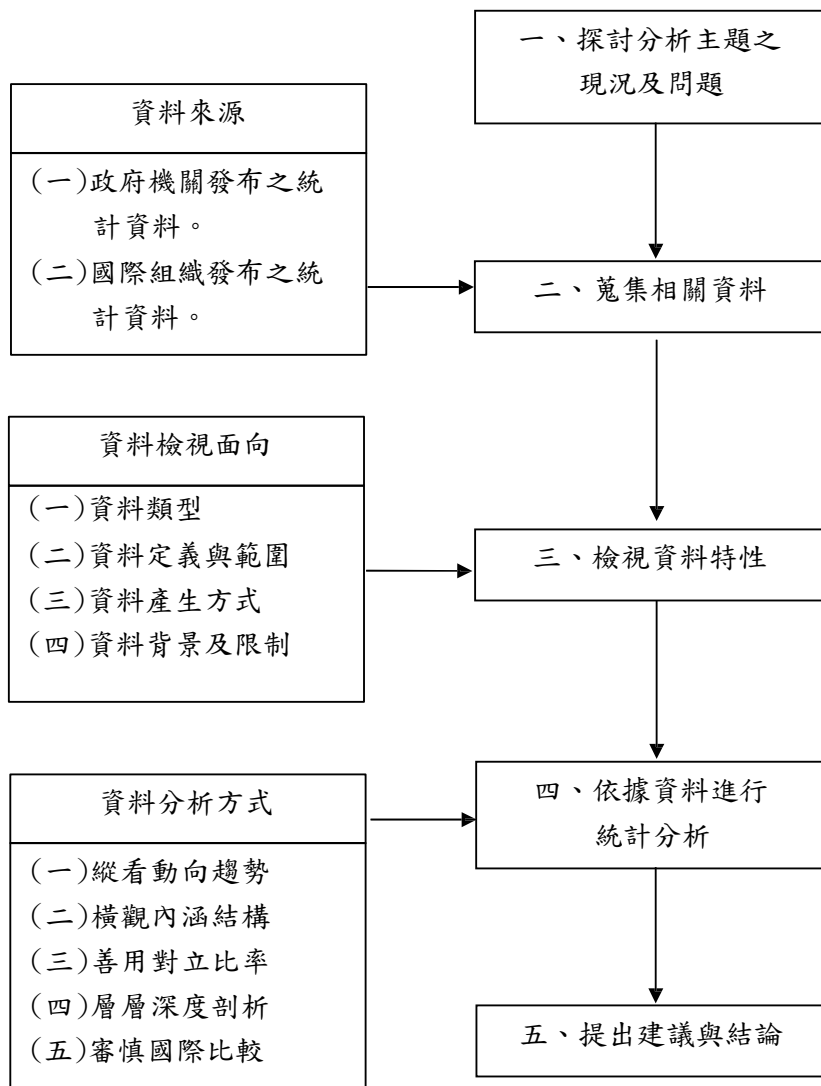 一、探討分析主題之
現況及問題
資料來源
(一)政府機關發布之統
計資料。
(二)國際組織發布之統
計資料。
二、蒐集相關資料
資料檢視面向
(一)資料類型
(二)資料定義與範圍
(三)資料產生方式
(四)資料背景及限制
三、檢視資料特性
資料分析方式
(一)縱看動向趨勢
(二)橫觀內涵結構
(三)善用對立比率
(四)層層深度剖析
(五)審慎國際比較
四、依據資料進行
統計分析
五、提出建議與結論